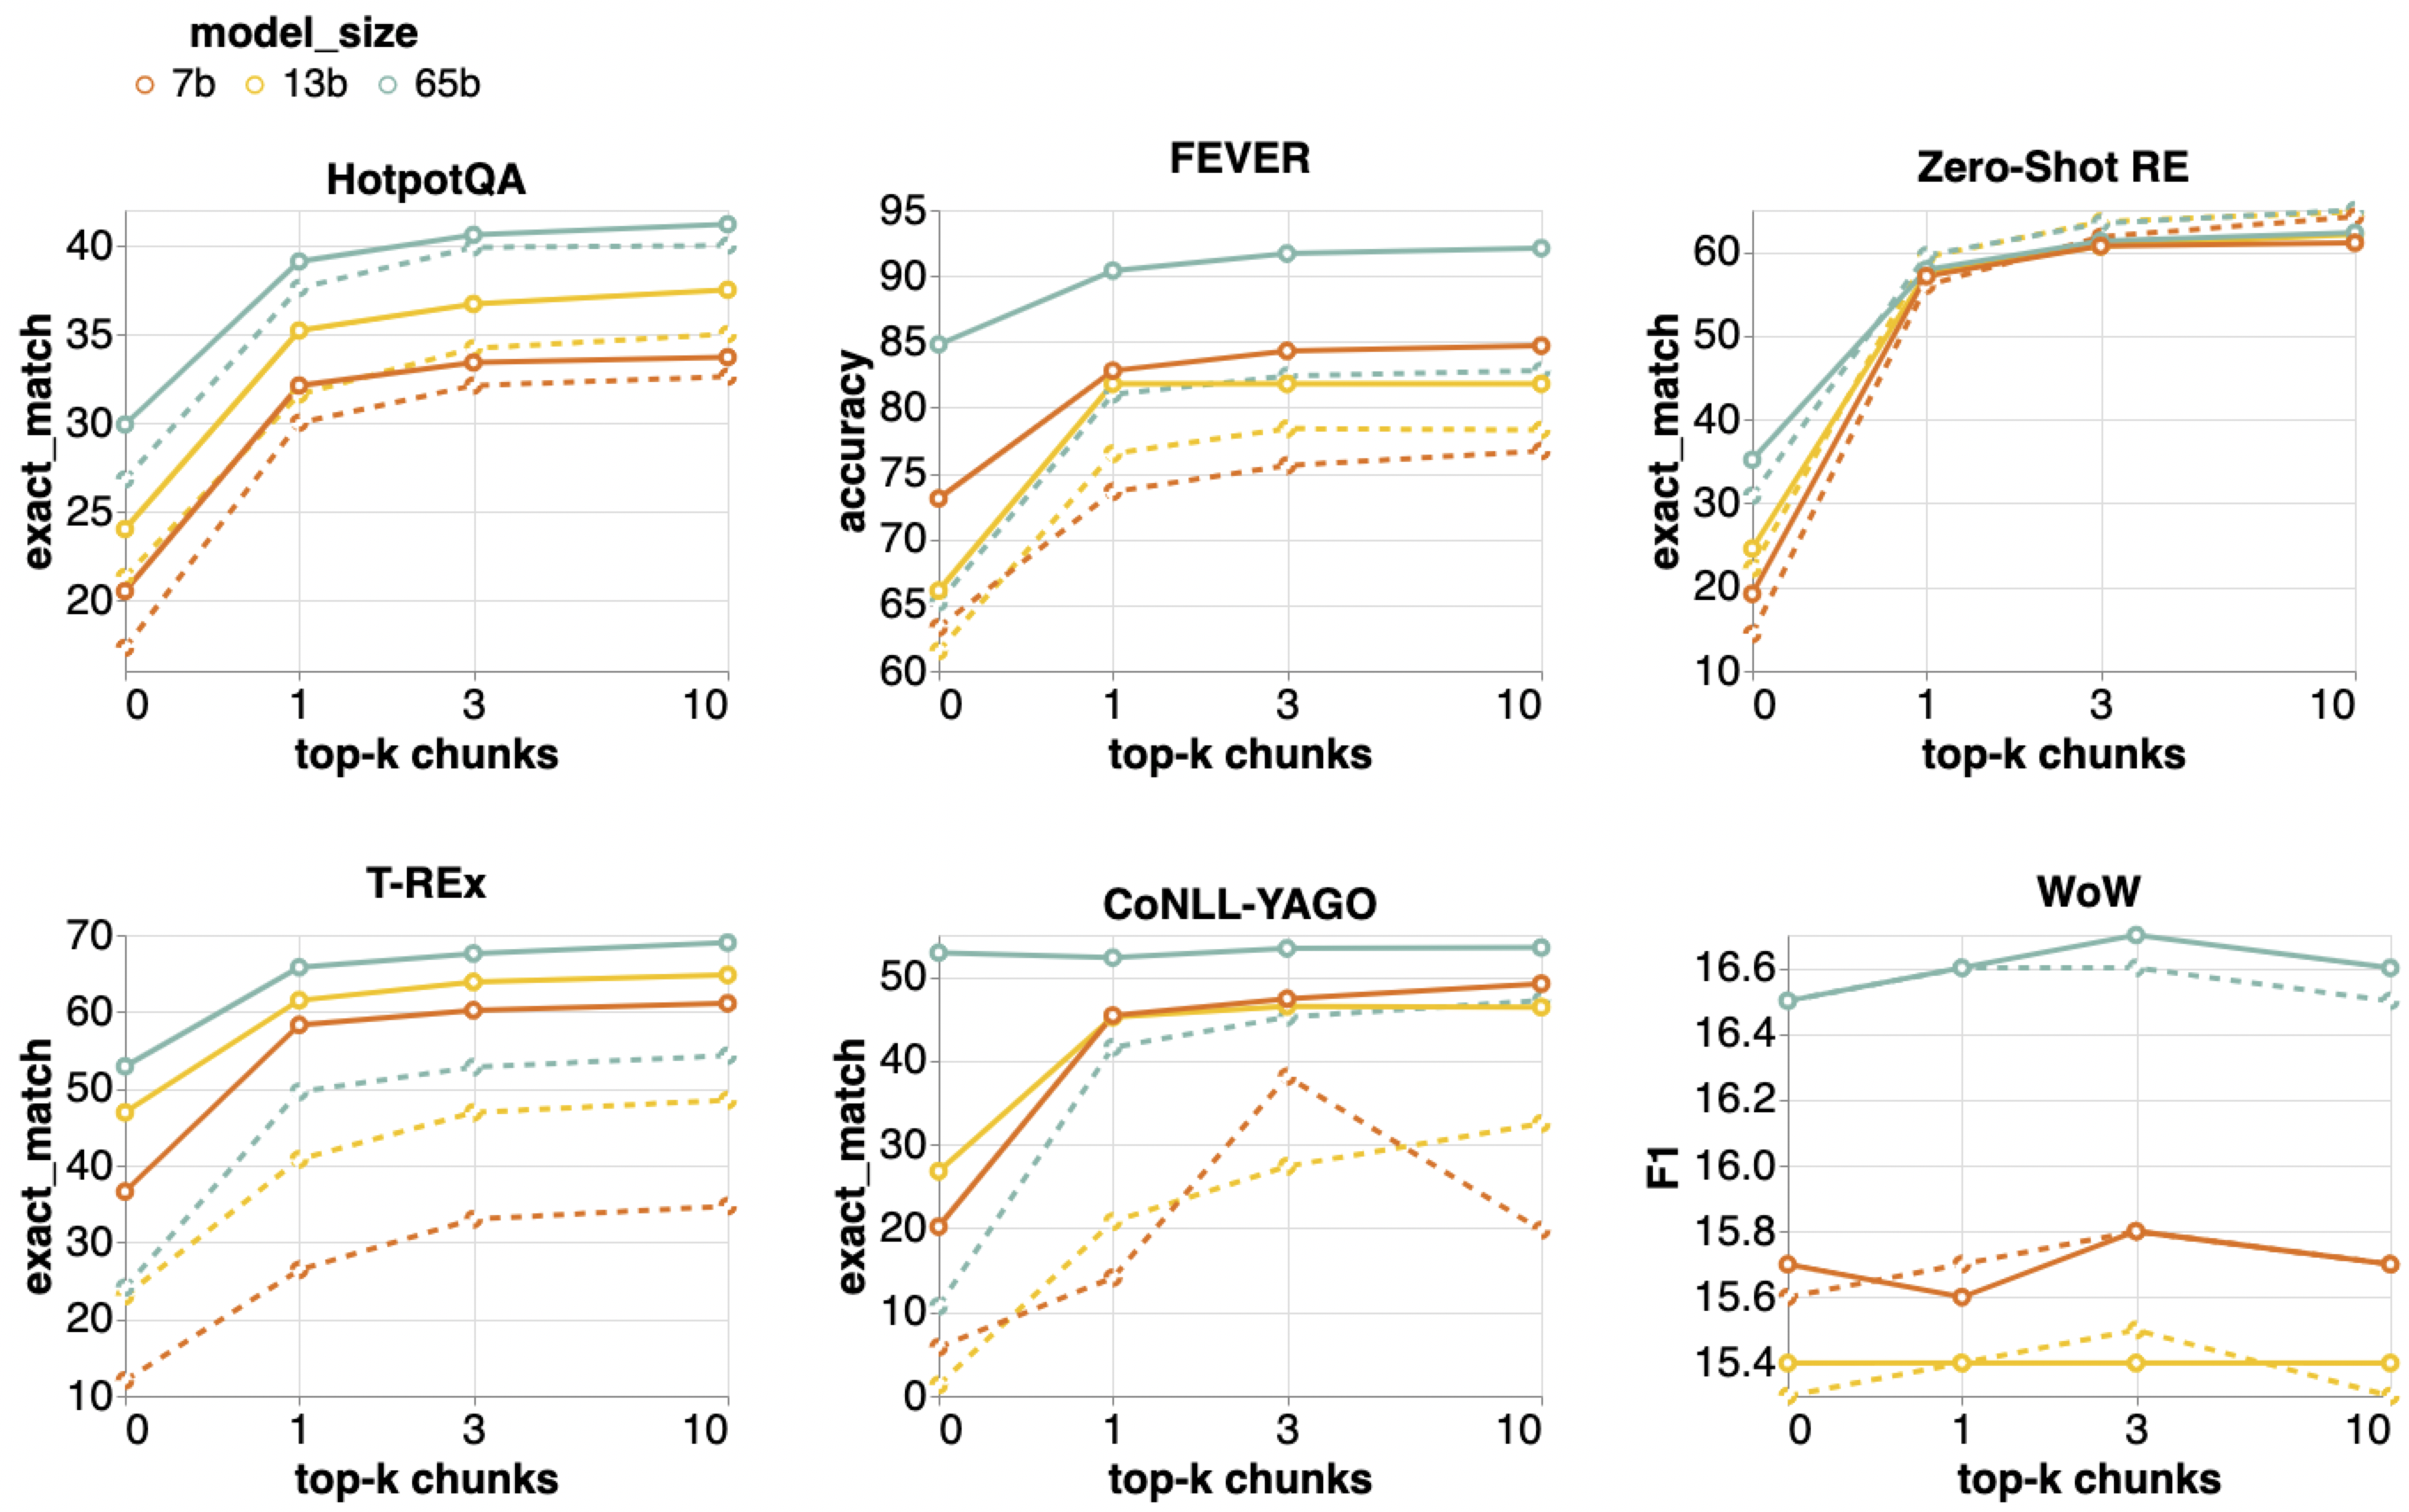 model_size
7b 13b 65b
HotpotQA
exact_match
40
35
30
25
20
0 1 3 10
top-k chunks
FEVER
accuracy
95
90
85
80
75
70
65
60
0 1 3 10
top-k chunks
Zero-Shot RE
exact_match
60
50
40
30
20
10
0 1 3 10
top-k chunks
T-REx
exact_match
70
60
50
40
30
20
10
0 1 3 10
top-k chunks
CoNLL-YAGO
exact_match
50
40
30
20
10
0
0 1 3 10
top-k chunks
WoW
F1
16.6
16.4
16.2
16.0
15.8
15.6
15.4
0 1 3 10
top-k chunks